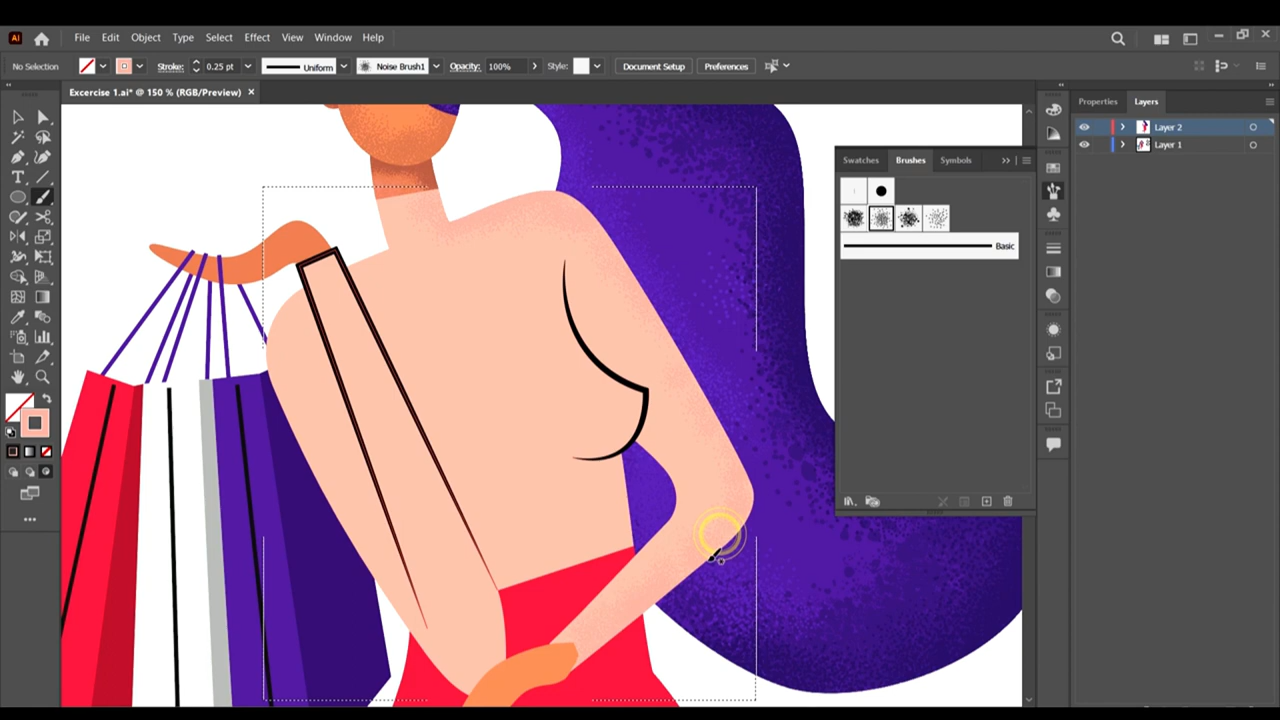 Ai File Edit Object Type Select Effect View Window Help
No Selection Stroke: 0.25 pt Uniform Noise Brush1 Opacity: 100% Style: Document Setup Preferences
Excercise 1.ai* @ 150 % (RGB/Preview) ×
Properties Layers
Layer 2
Layer 1
Swatches Brushes Symbols
Basic